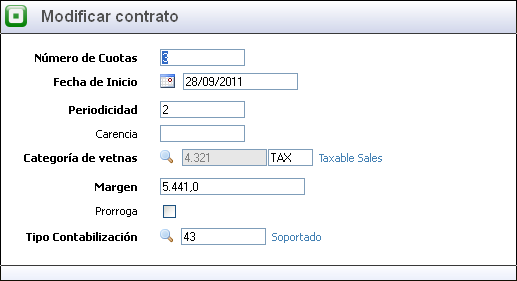 Modificar contrato
Número de Cuotas 3
Fecha de Inicio 28/09/2011
Periodicidad 2
Carencia
Categoría de vetnas 4.321 TAX Taxable Sales
Margen 5.441,0
Prorroga
Tipo Contabilización 43 Soportado